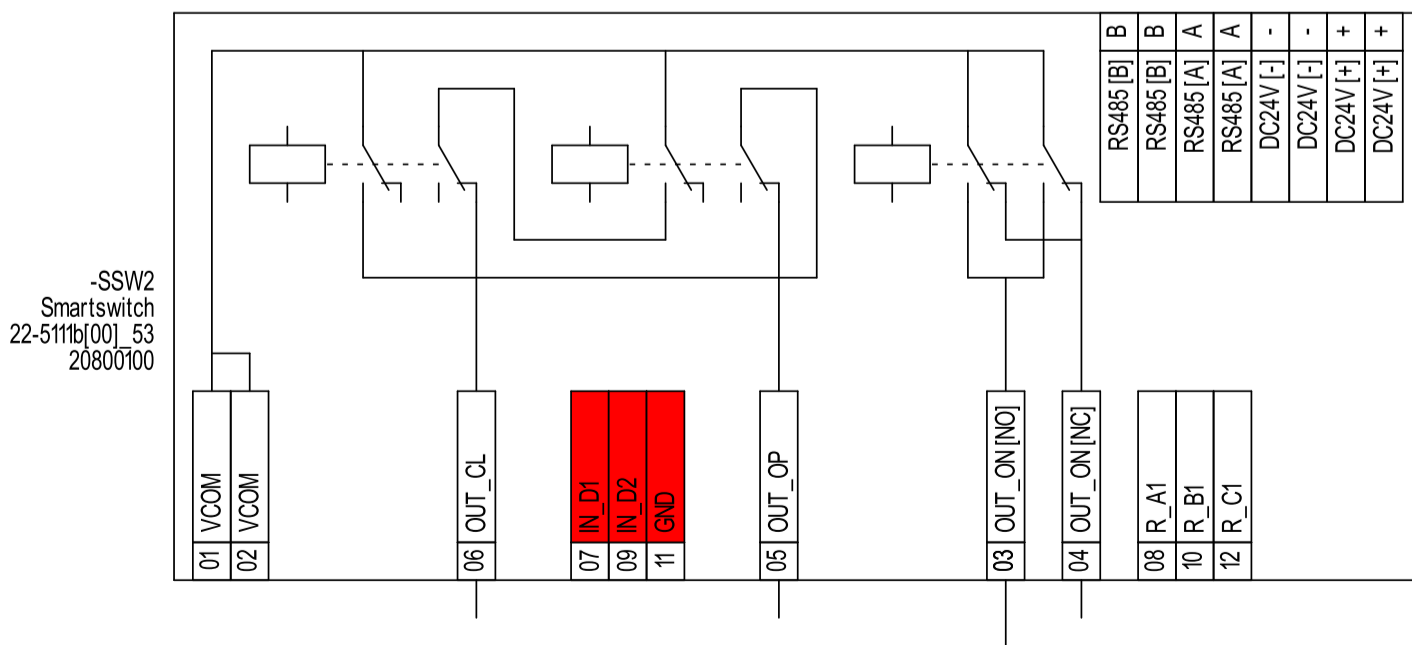 B
B
A
A
-
-
+
+
RS485 [B]
RS485 [B]
RS485 [A]
RS485 [A]
DC24V [-]
DC24V [-]
DC24V [+]
DC24V [+]
-SSW2
Smartswitch
22-5111b[00]_53
20800100
VCOM
VCOM
OUT_CL
IN_D1
IN_D2
GND
OUT_OP
OUT_ON[NO]
OUT_ON[NC]
R_A1
R_B1
R_C1
01
02
06
07
09
11
05
03
04
08
10
12